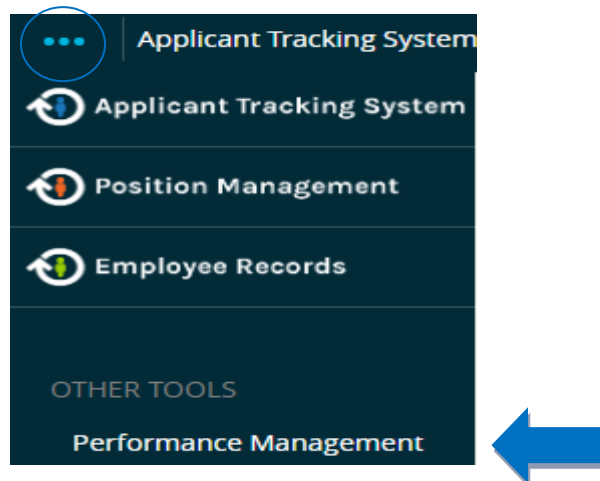 Applicant Tracking System
Applicant Tracking System
Position Management
Employee Records
OTHER TOOLS
Performance Management